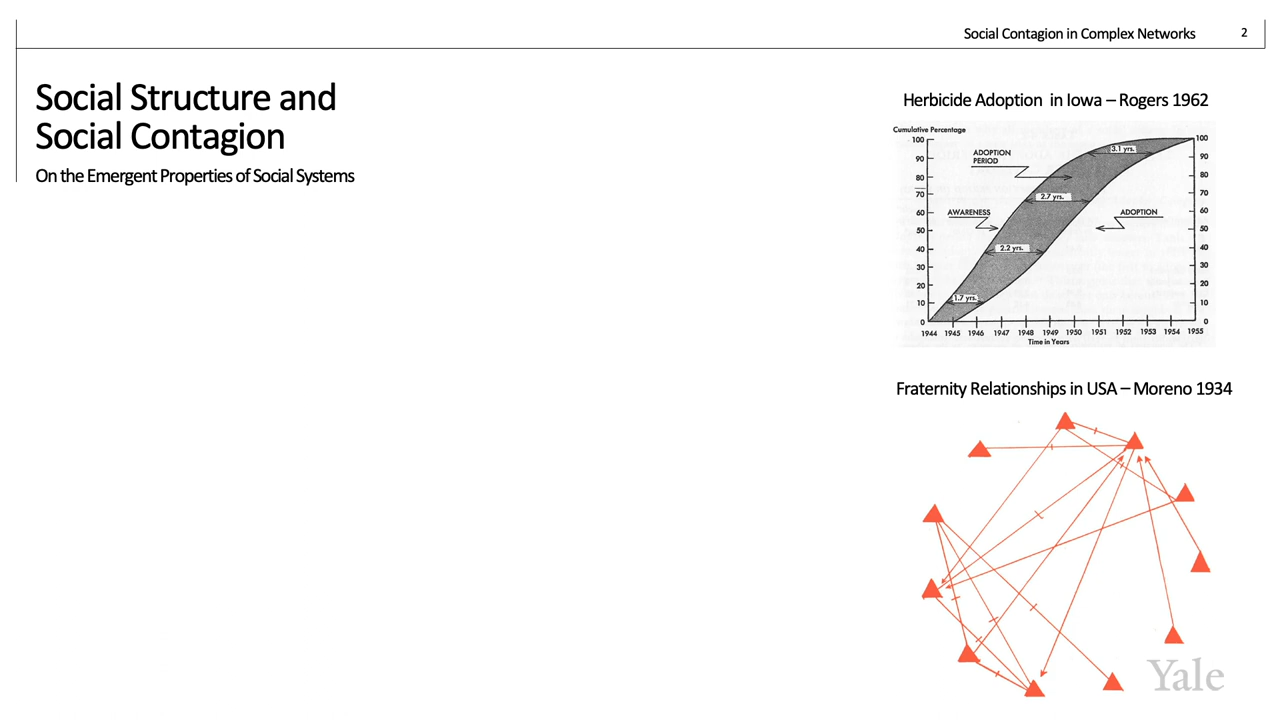 Social Contagion in Complex Networks 2
Social Structure and
Social Contagion
On the Emergent Properties of Social Systems
Herbicide Adoption in Iowa – Rogers 1962
Cumulative Percentage
100
90
80
70
60
50
40
30
20
10
0
ADOPTION
PERIOD
3.1 yrs.
2.7 yrs.
AWARENESS
ADOPTION
2.2 yrs.
1.7 yrs.
100
90
80
70
60
50
40
30
20
10
0
1944 1945 1946 1947 1948 1949 1950 1951 1952 1953 1954 1955
Time in Years
Fraternity Relationships in USA – Moreno 1934
Yale